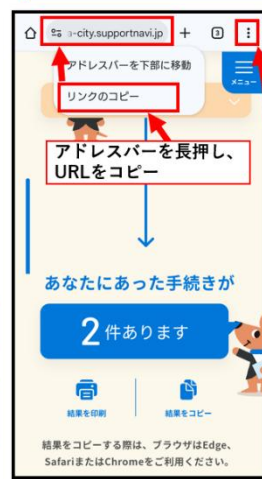 -city.supportnavi.jp
3
アドレスバーを下部に移動
リンクのコピー
メニュー
アドレスバーを長押し、
URLをコピー
あなたにあった手続きが
2件あります
結果を印刷
結果をコピー
結果をコピーする際は、ブラウザはEdge、
SafariまたはChromeをご利用ください。